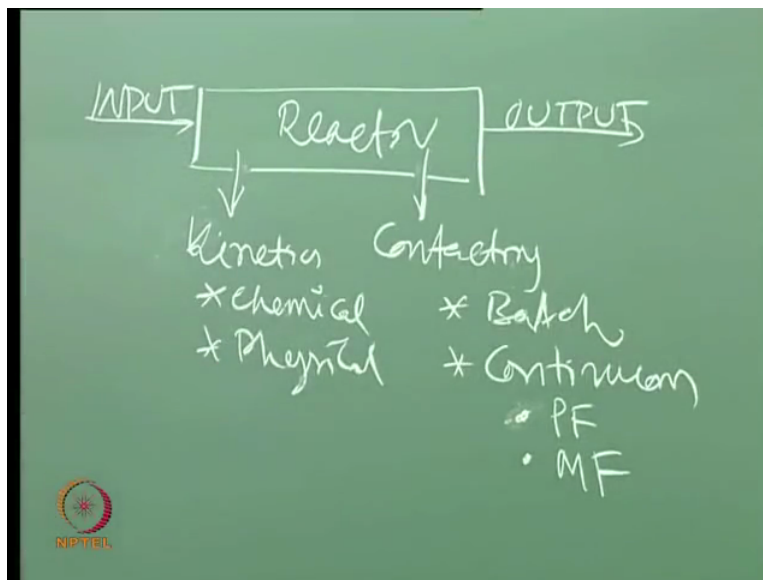 INPUT Reactor OUTPUT
Kinetics Contacting
* Chemical * Batch
* Physical * Continuous
• PF
• MF
NPTEL